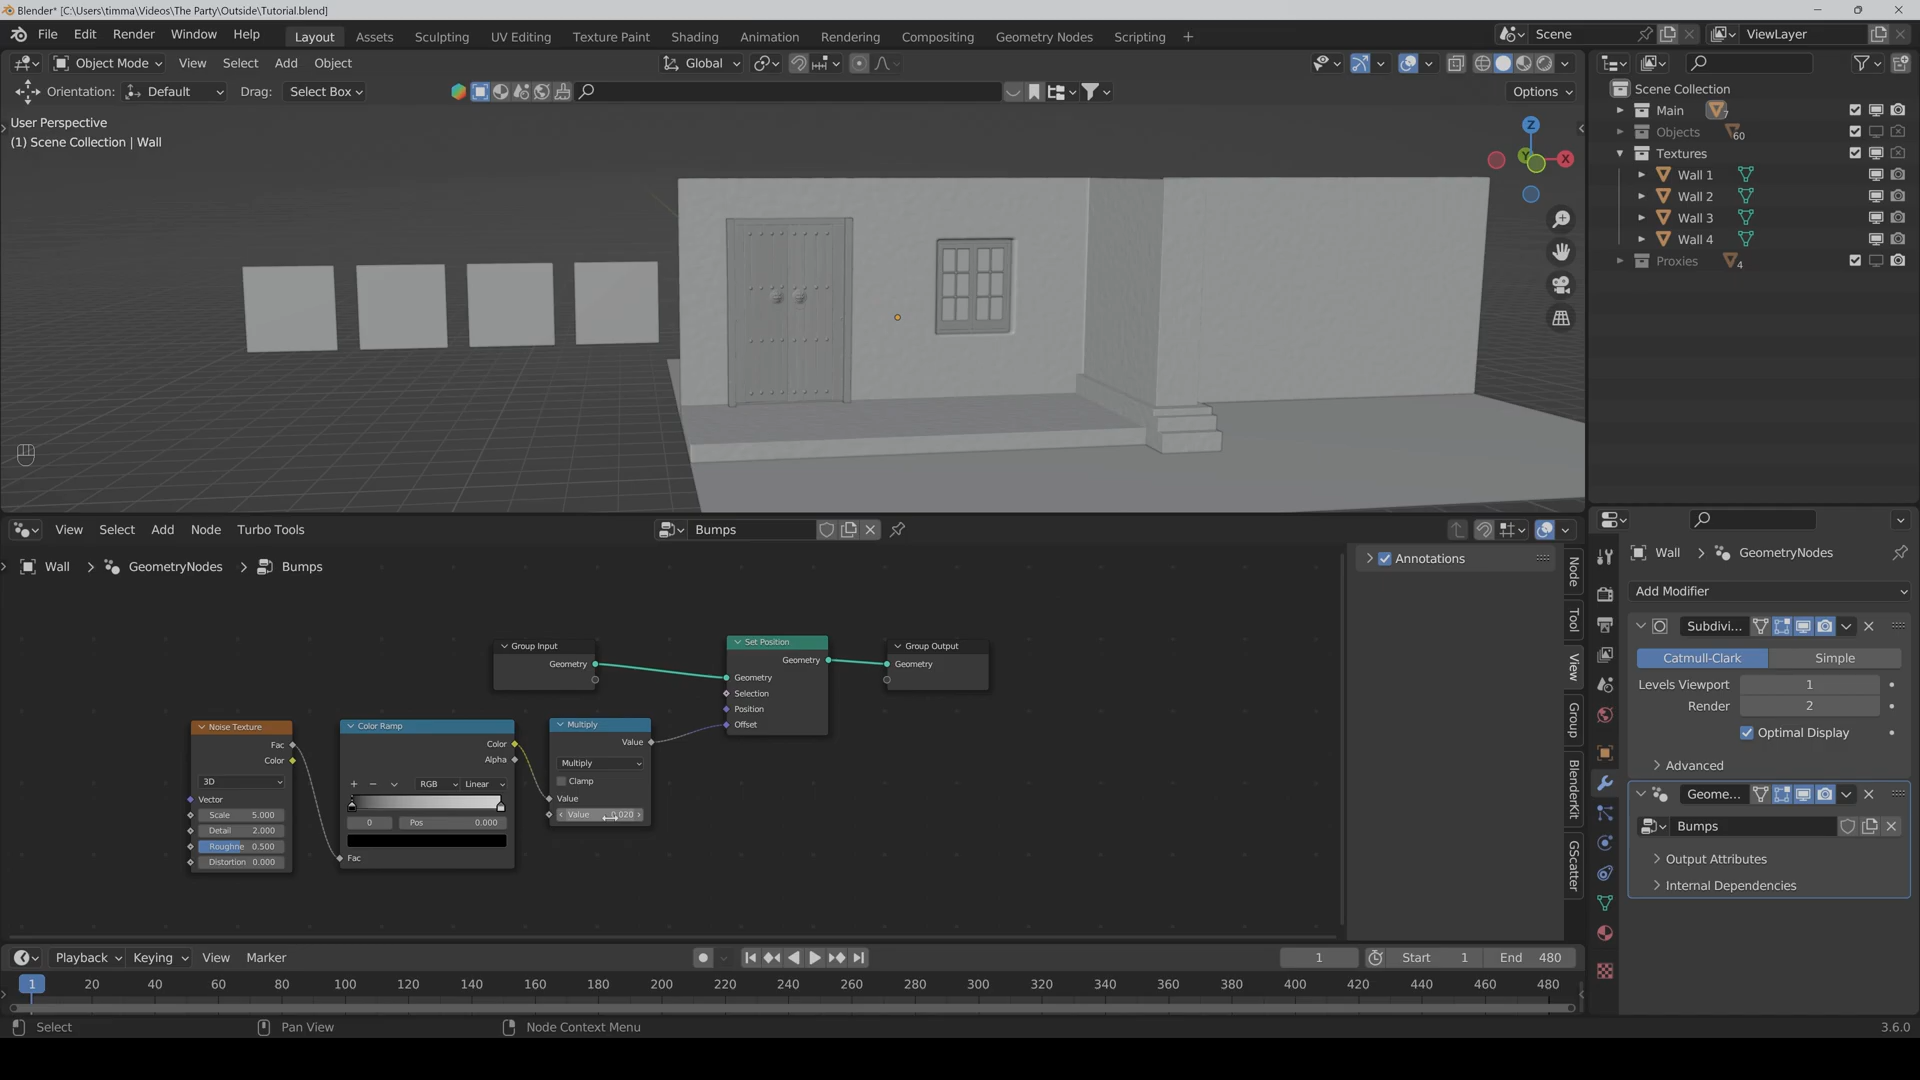 Blender* [C:\Users\timma\Videos\The Party\Outside\Tutorial.blend]
File Edit Render Window Help Layout Assets Sculpting UV Editing Texture Paint Shading Animation Rendering Compositing Geometry Nodes Scripting + Scene ViewLayer
Object Mode View Select Add Object Global
Orientation: Default Drag: Select Box Options
User Perspective
(1) Scene Collection | Wall
Z
Y
X
Scene Collection
Main 7
Objects 60
Textures
Wall 1
Wall 2
Wall 3
Wall 4
Proxies 4
View Select Add Node Turbo Tools Bumps
Wall > GeometryNodes > Bumps
Annotations
Node
Tool
View
Group
BlenderKit
GScatter
Group Input
Geometry
Set Position
Geometry
Geometry
Selection
Position
Offset
Group Output
Geometry
Noise Texture
Fac
Color
3D
Vector
Scale 5.000
Detail 2.000
Roughne 0.500
Distortion 0.000
Color Ramp
Color
Alpha
+ − RGB Linear
0 Pos 0.000
Fac
Multiply
Value
Multiply
Clamp
Value
Value 0.020
Wall > GeometryNodes
Add Modifier
Subdivi...
Catmull-Clark Simple
Levels Viewport 1
Render 2
Optimal Display
Advanced
Geome...
Bumps
Output Attributes
Internal Dependencies
Playback Keying View Marker 1 Start 1 End 480
1 20 40 60 80 100 120 140 160 180 200 220 240 260 280 300 320 340 360 380 400 420 440 460 480
Select Pan View Node Context Menu 3.6.0